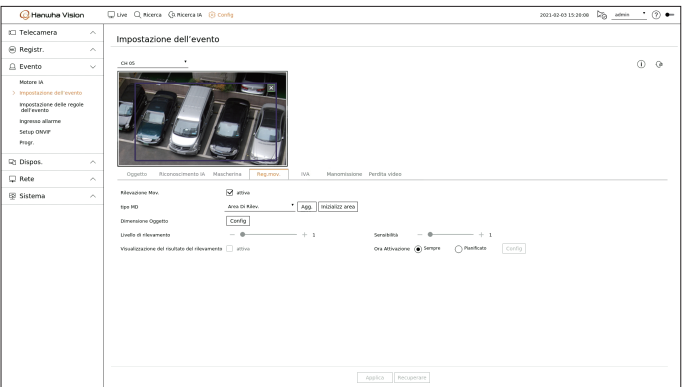 Hanwha Vision
Live Ricerca Ricerca IA Config
2021-02-03 15:20:08 admin
Telecamera
Registr.
Evento
Motore IA
Impostazione dell'evento
Impostazione delle regole dell'evento
Ingresso allarme
Setup ONVIF
Progr.
Dispos.
Rete
Sistema
Impostazione dell'evento
CH 05
Oggetto Riconoscimento IA Mascherina Reg.mov. IVA Manomissione Perdita video
Rilevazione Mov. attiva
tipo MD Area Di Rilev. Agg. Inizializz area
Dimensione Oggetto Config
Livello di rilevamento 1 Sensibilità 1
Visualizzazione del risultato del rilevamento attiva Ora Attivazione Sempre Pianificato Config
Applica Recuperare